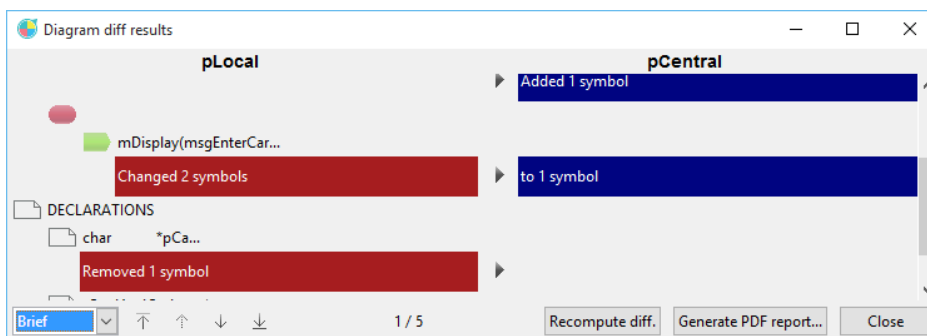 Diagram diff results
pLocal pCentral
Added 1 symbol
mDisplay(msgEnterCar...
Changed 2 symbols to 1 symbol
DECLARATIONS
char *pCa...
Removed 1 symbol
Brief 1 / 5 Recompute diff. Generate PDF report... Close